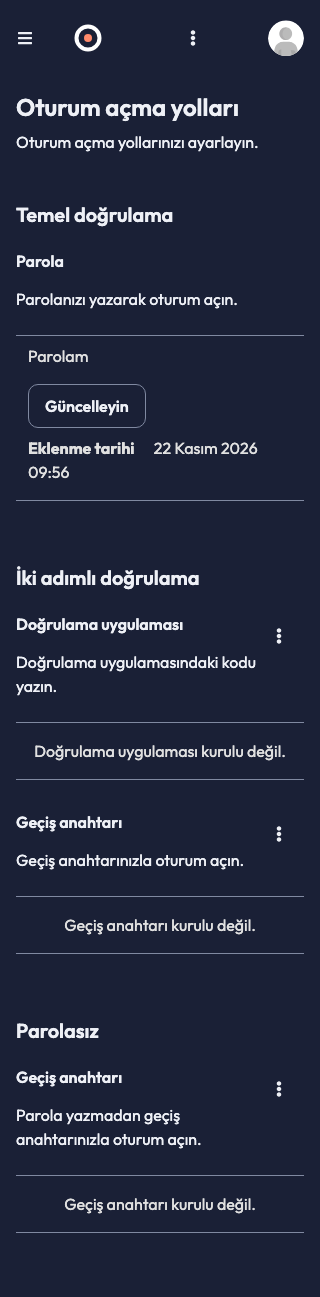 Oturum açma yolları
Oturum açma yollarınızı ayarlayın.
Temel doğrulama
Parola
Parolanızı yazarak oturum açın.
Parolam
Güncelleyin
Eklenme tarihi 22 Kasım 2026
09:56
İki adımlı doğrulama
Doğrulama uygulaması
Doğrulama uygulamasındaki kodu
yazın.
Doğrulama uygulaması kurulu değil.
Geçiş anahtarı
Geçiş anahtarınızla oturum açın.
Geçiş anahtarı kurulu değil.
Parolasız
Geçiş anahtarı
Parola yazmadan geçiş
anahtarınızla oturum açın.
Geçiş anahtarı kurulu değil.